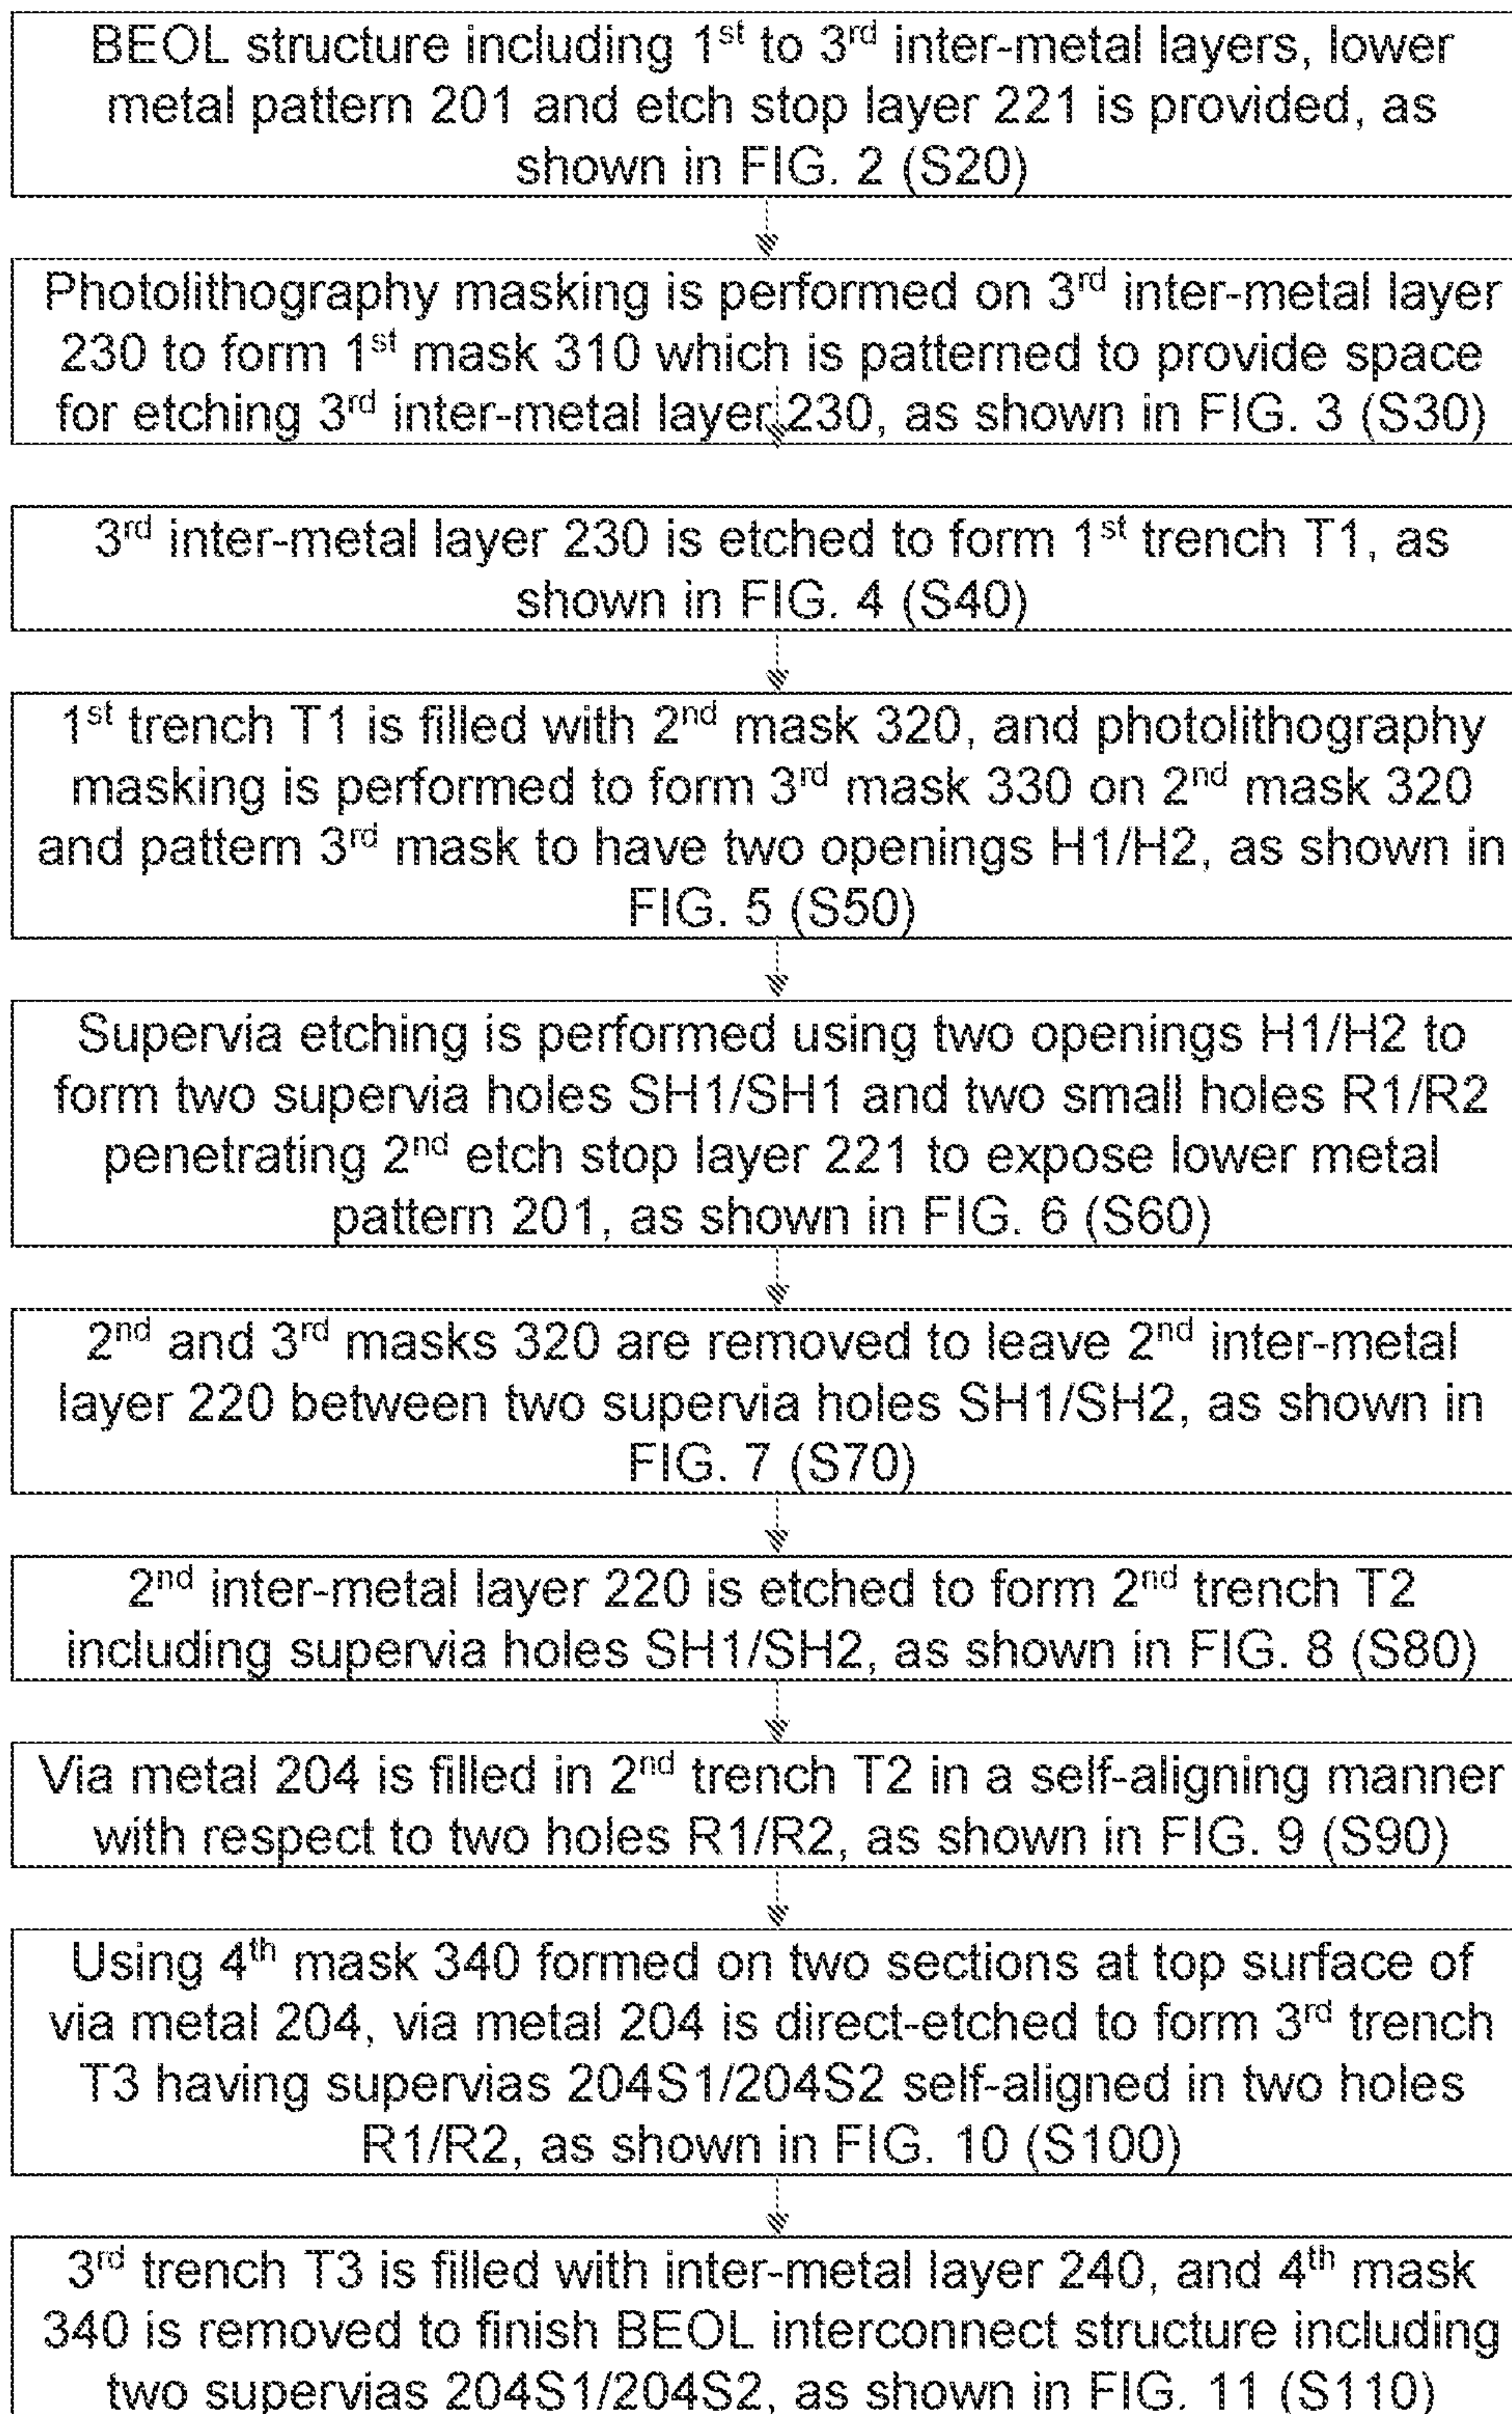 BEOL structure including 1st to 3rd inter-metal layers, lower
metal pattern 201 and etch stop layer 221 is provided, as
shown in FIG. 2 (S20)
Photolithography masking is performed on 3rd inter-metal layer
230 to form 1st mask 310 which is patterned to provide space
for etching 3rd inter-metal layer 230, as shown in FIG. 3 (S30)
3rd inter-metal layer 230 is etched to form 1st trench T1, as
shown in FIG. 4 (S40)
1st trench T1 is filled with 2nd mask 320, and photolithography
masking is performed to form 3rd mask 330 on 2nd mask 320
and pattern 3rd mask to have two openings H1/H2, as shown in
FIG. 5 (S50)
Supervia etching is performed using two openings H1/H2 to
form two supervia holes SH1/SH1 and two small holes R1/R2
penetrating 2nd etch stop layer 221 to expose lower metal
pattern 201, as shown in FIG. 6 (S60)
2nd and 3rd masks 320 are removed to leave 2nd inter-metal
layer 220 between two supervia holes SH1/SH2, as shown in
FIG. 7 (S70)
2nd inter-metal layer 220 is etched to form 2nd trench T2
including supervia holes SH1/SH2, as shown in FIG. 8 (S80)
Via metal 204 is filled in 2nd trench T2 in a self-aligning manner
with respect to two holes R1/R2, as shown in FIG. 9 (S90)
Using 4th mask 340 formed on two sections at top surface of
via metal 204, via metal 204 is direct-etched to form 3rd trench
T3 having supervias 204S1/204S2 self-aligned in two holes
R1/R2, as shown in FIG. 10 (S100)
3rd trench T3 is filled with inter-metal layer 240, and 4th mask
340 is removed to finish BEOL interconnect structure including
two supervias 204S1/204S2, as shown in FIG. 11 (S110)